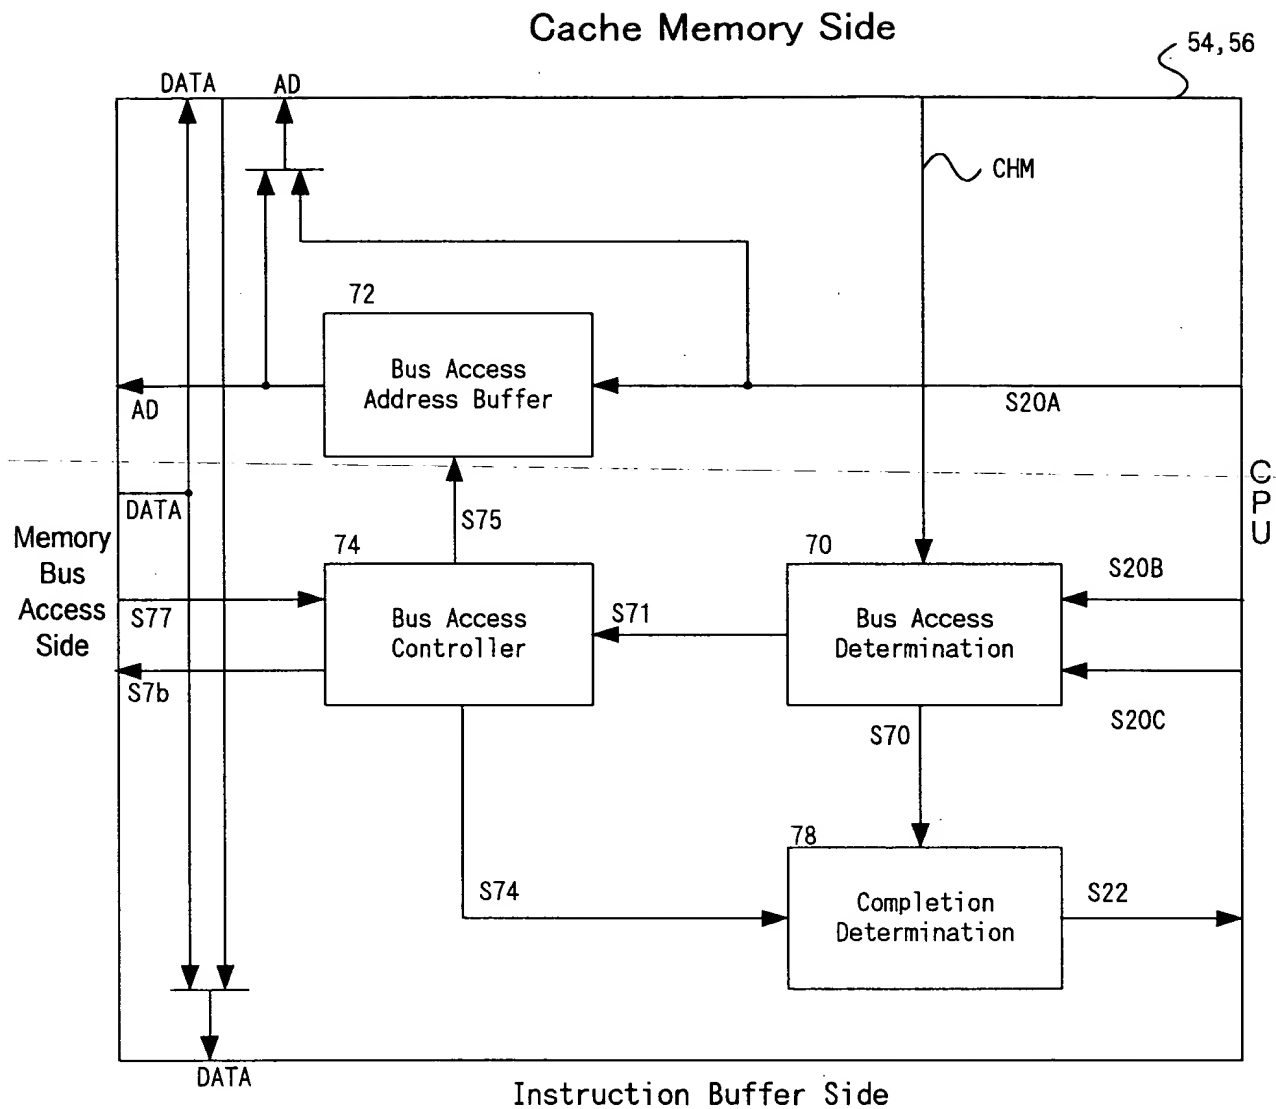 Cache Memory Side
54,56
DATA
AD
CHM
72
Bus Access
Address Buffer
AD
S20A
CPU
DATA
S75
Memory
Bus
Access
Side
74
70
S20B
S77
Bus Access
Controller
S71
Bus Access
Determination
S7b
S70
S20C
78
S74
Completion
Determination
S22
DATA
Instruction Buffer Side